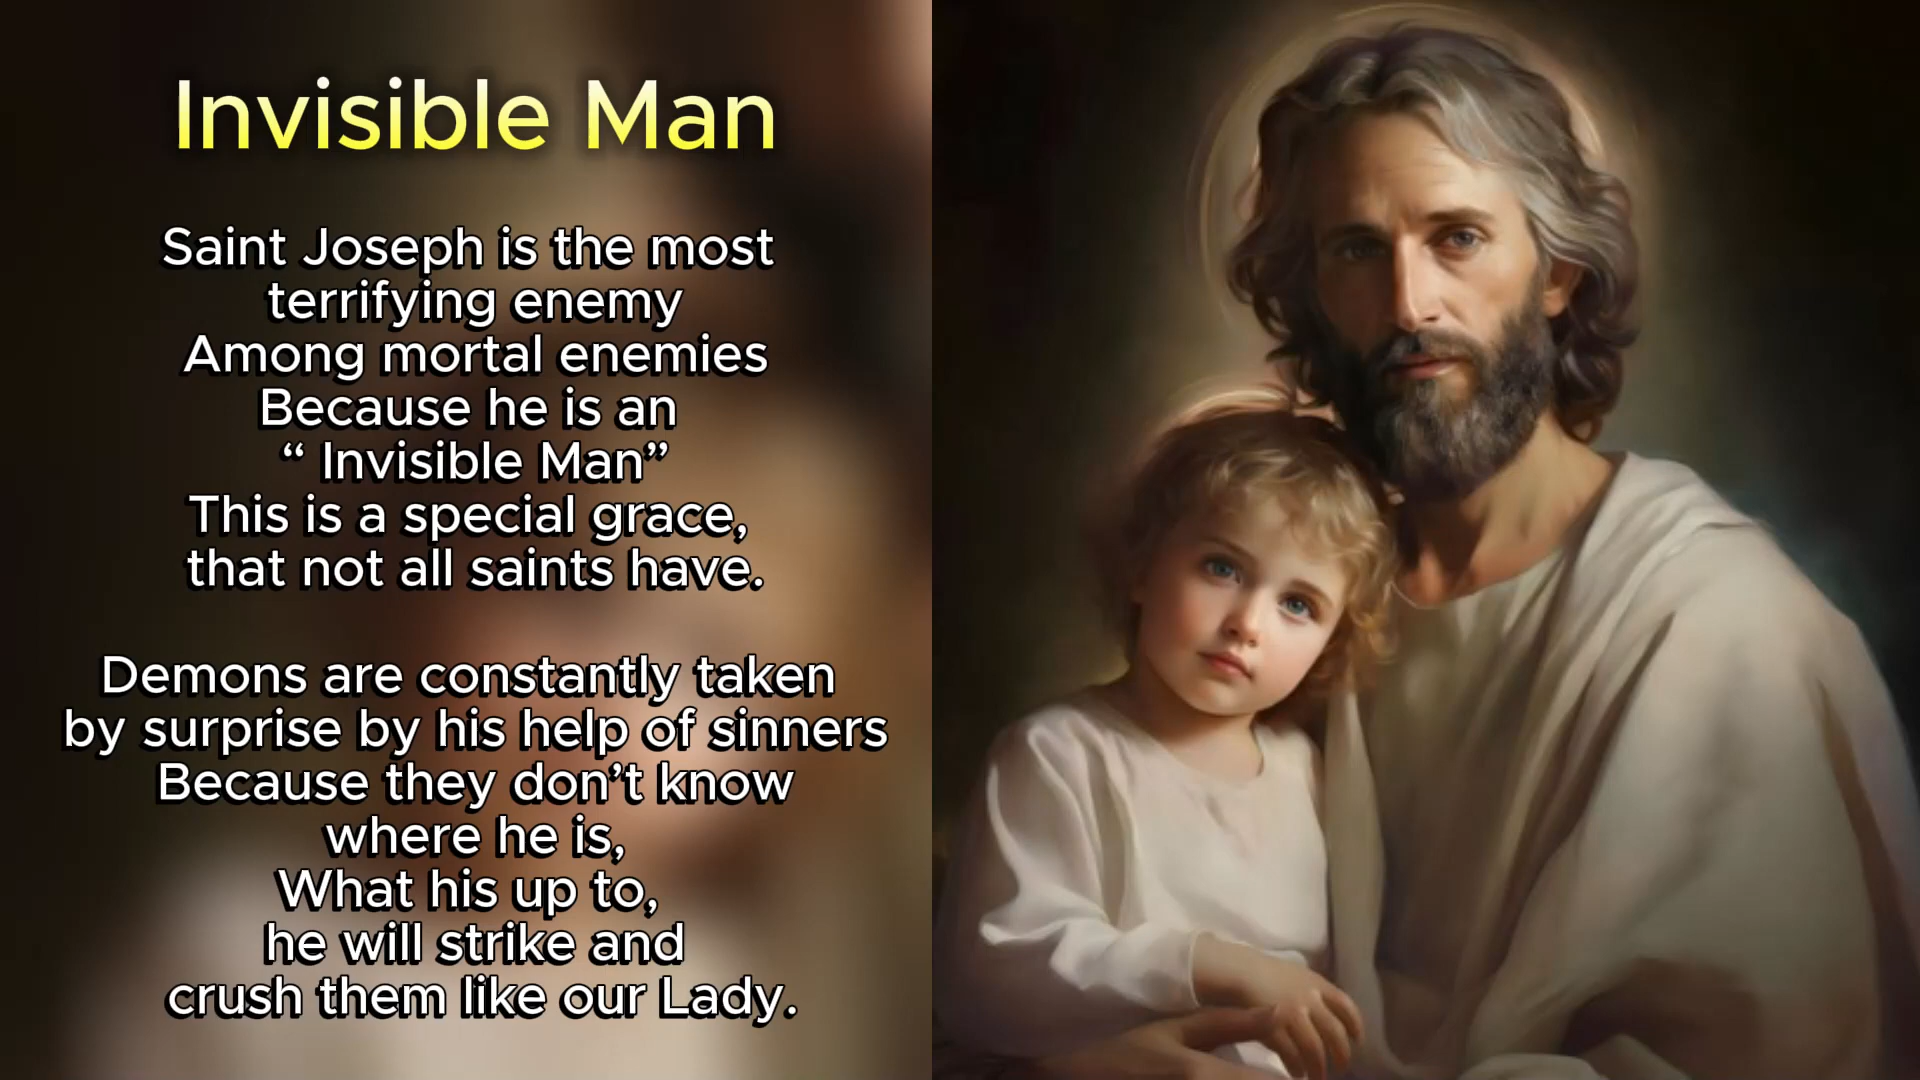 Invisible Man
Saint Joseph is the most
terrifying enemy
Among mortal enemies
Because he is an
“ Invisible Man”
This is a special grace,
that not all saints have.
Demons are constantly taken
by surprise by his help of sinners
Because they don’t know
where he is,
What his up to,
he will strike and
crush them like our Lady.